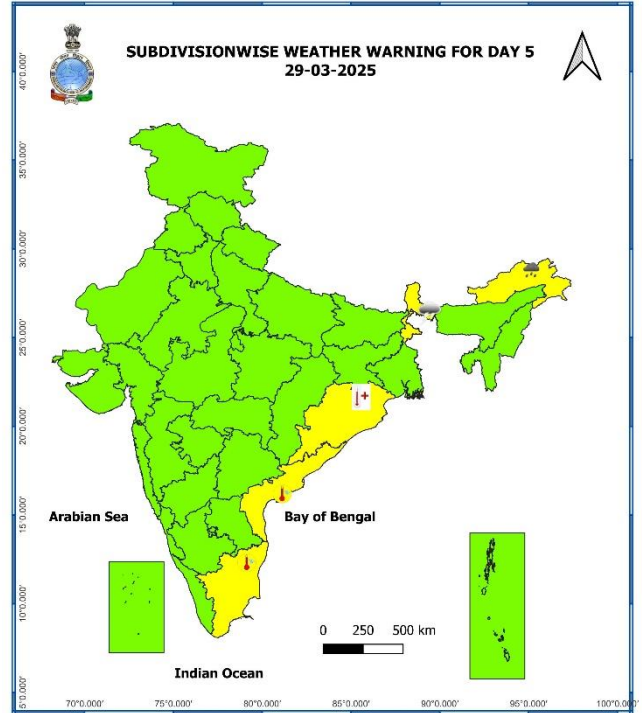 SUBDIVISIONWISE WEATHER WARNING FOR DAY 5
29-03-2025
40°0.000'
35°0.000'
30°0.000'
25°0.000'
20°0.000'
15°0.000'
10°0.000'
5°0.000'
Arabian Sea
Bay of Bengal
0 250 500 km
Indian Ocean
70°0.000' 75°0.000' 80°0.000' 85°0.000' 90°0.000' 95°0.000' 100°0.000'